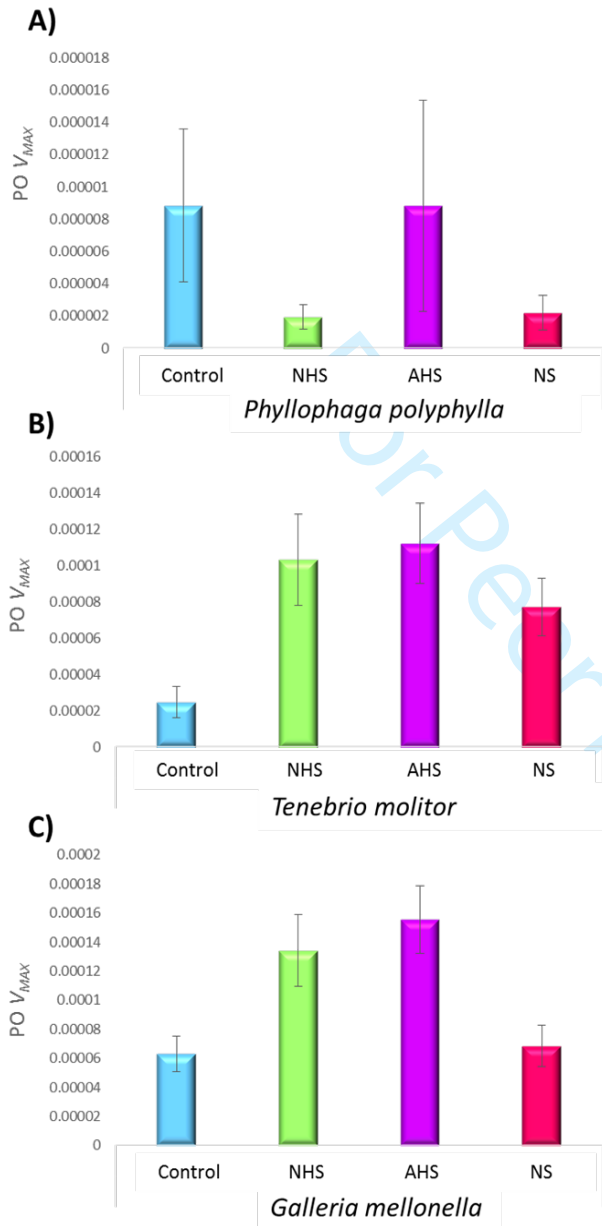 A)
0.000018
0.000016
0.000014
0.000012
0.00001
0.000008
0.000006
0.000004
0.000002
0
PO VMAX
Control NHS AHS NS
Phyllophaga polyphylla
B)
0.00016
0.00014
0.00012
0.0001
0.00008
0.00006
0.00004
0.00002
0
PO VMAX
Control NHS AHS NS
Tenebrio molitor
C)
0.0002
0.00018
0.00016
0.00014
0.00012
0.0001
0.00008
0.00006
0.00004
0.00002
0
PO VMAX
Control NHS AHS NS
Galleria mellonella
For Peer